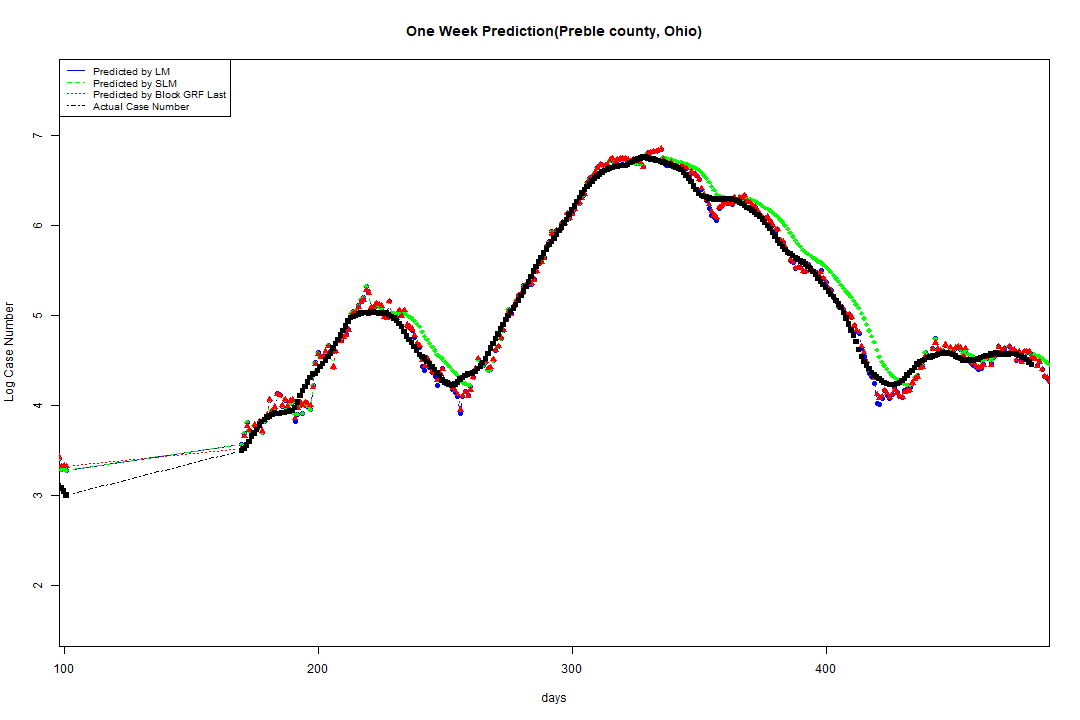 One Week Prediction(Preble county, Ohio)
Predicted by LM
Predicted by SLM
Predicted by Block GRF Last
Actual Case Number
7
6
5
4
3
2
Log Case Number
100 200 300 400
days